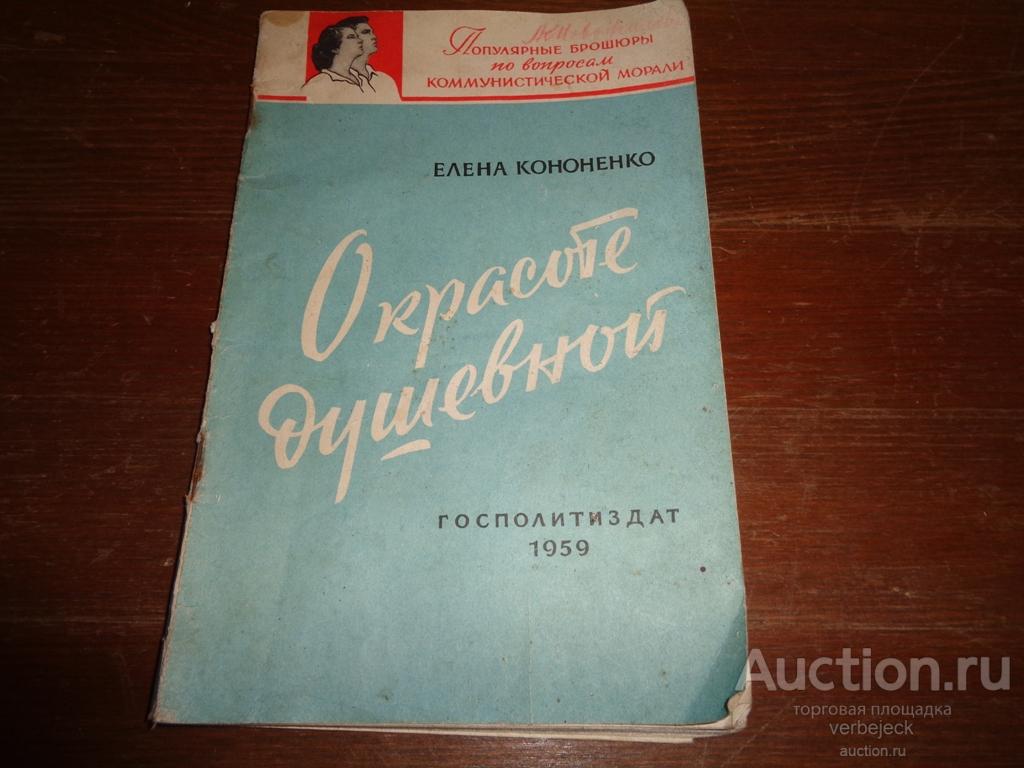 Популярные брошюры
по вопросам
коммунистической морали
ЕЛЕНА КОНОНЕНКО
О красоте
душевной
ГОСПОЛИТИЗДАТ
1959
Auction.ru
торговая площадка
verbejeck
auction.ru